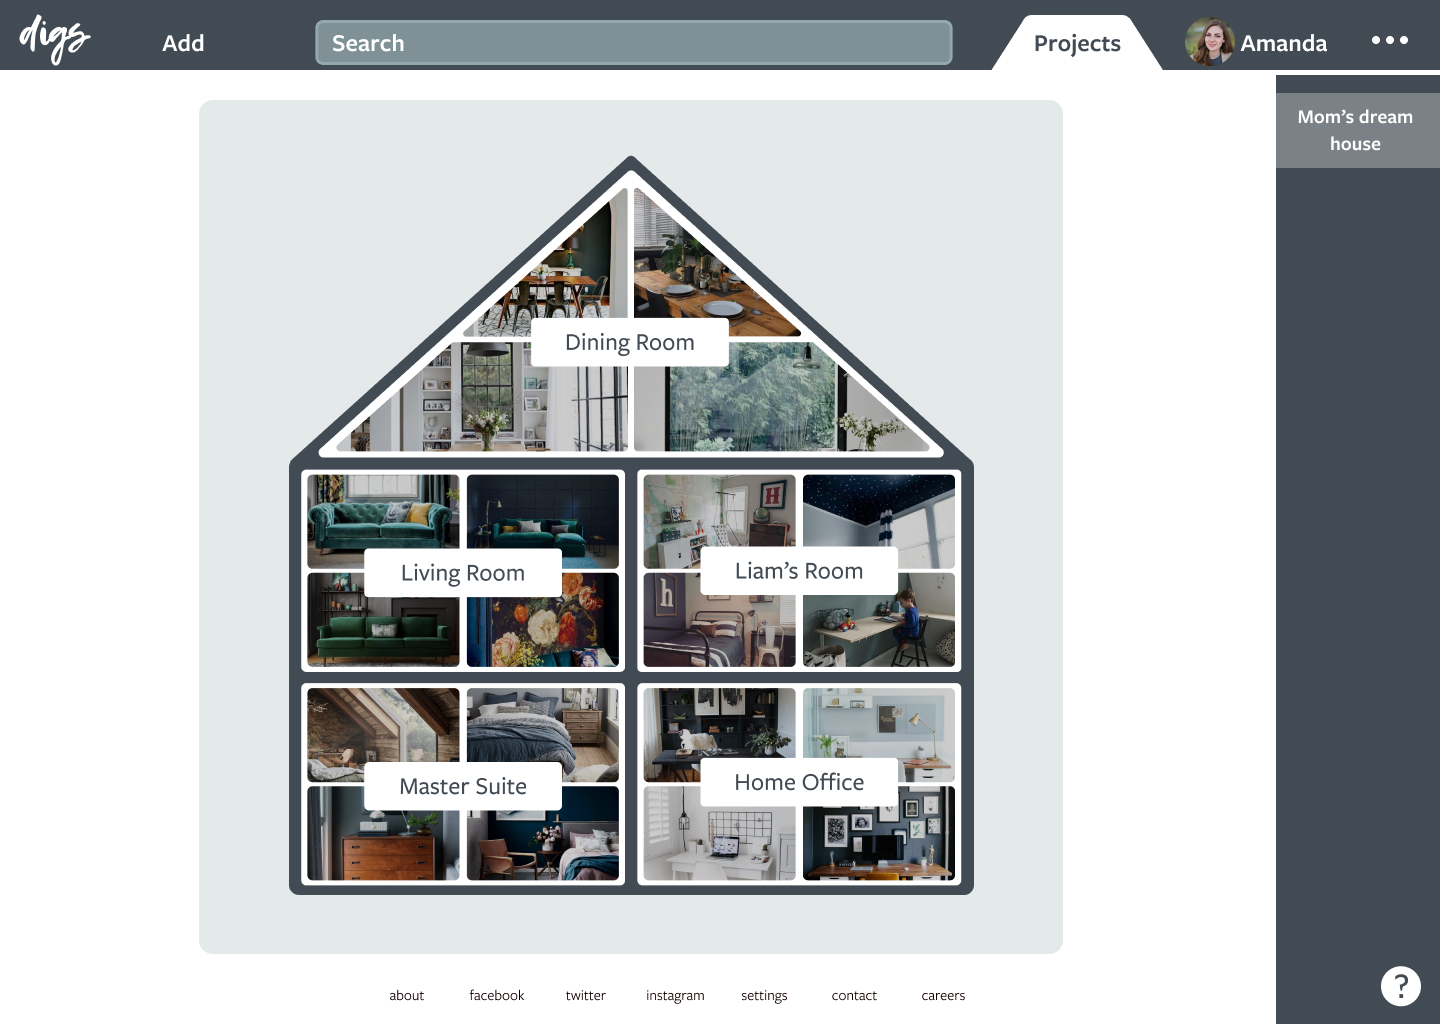 digs
Add
Search
Projects
Amanda
Mom's dream
house
Dining Room
Living Room
H
Liam's Room
h
Master Suite
Home Office
about
facebook
twitter
instagram
settings
contact
careers
?